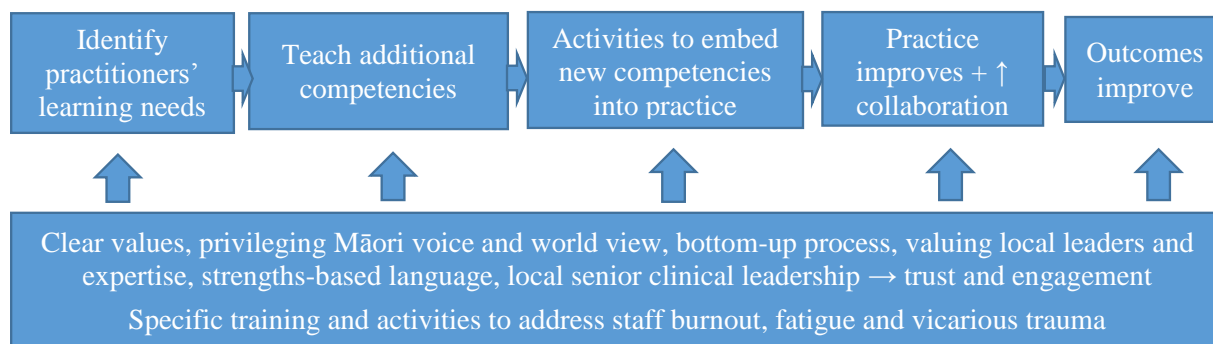 Identify
practitioners'
learning needs
Teach additional
competencies
Activities to embed
new competencies
into practice
Practice
improves + ↑
collaboration
Outcomes
improve
Clear values, privileging Māori voice and world view, bottom-up process, valuing local leaders and
expertise, strengths-based language, local senior clinical leadership → trust and engagement
Specific training and activities to address staff burnout, fatigue and vicarious trauma